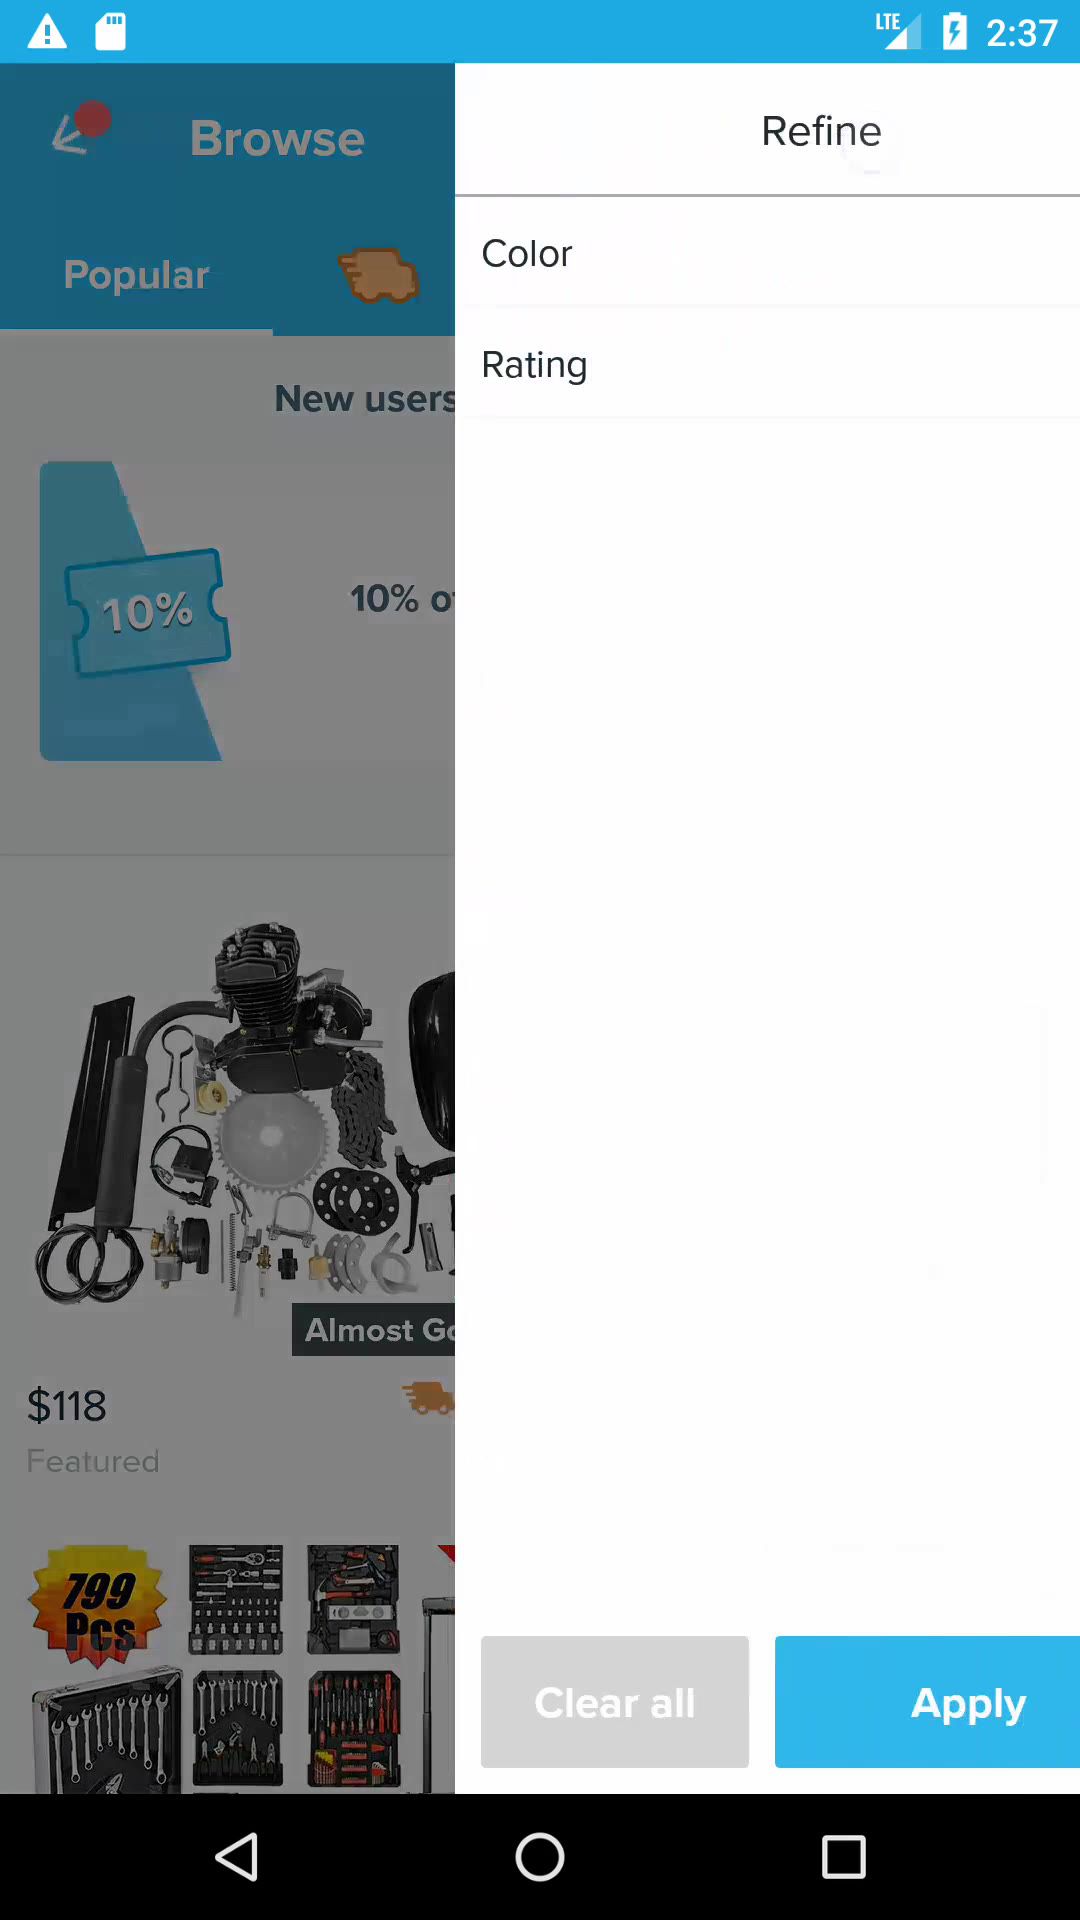 LTE 2:37
Browse
Refine
Popular
Color
Rating
New users
10%
10% o
Almost Go
$118
Featured
799
Pcs
Clear all
Apply